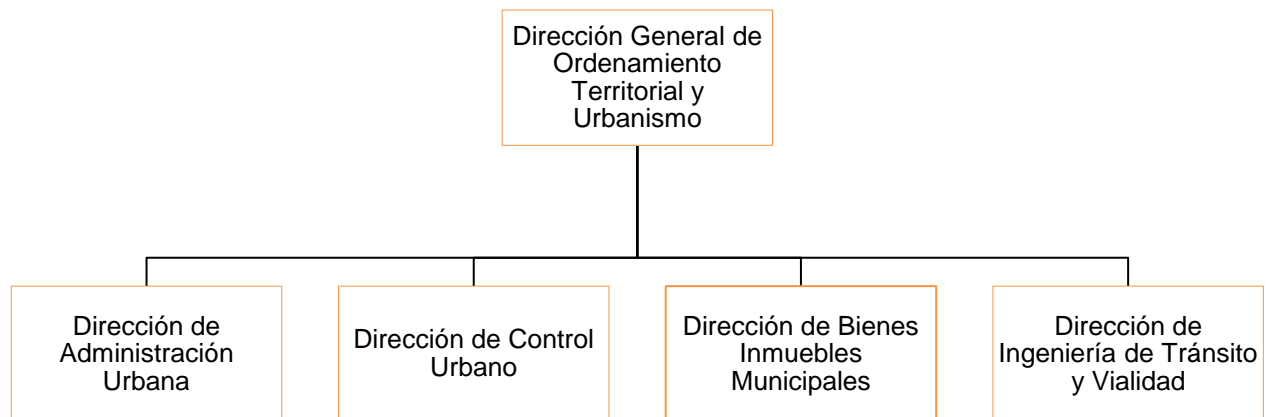 Dirección General de
Ordenamiento
Territorial y
Urbanismo
Dirección de
Administración
Urbana
Dirección de Control
Urbano
Dirección de Bienes
Inmuebles
Municipales
Dirección de
Ingeniería de Tránsito
y Vialidad